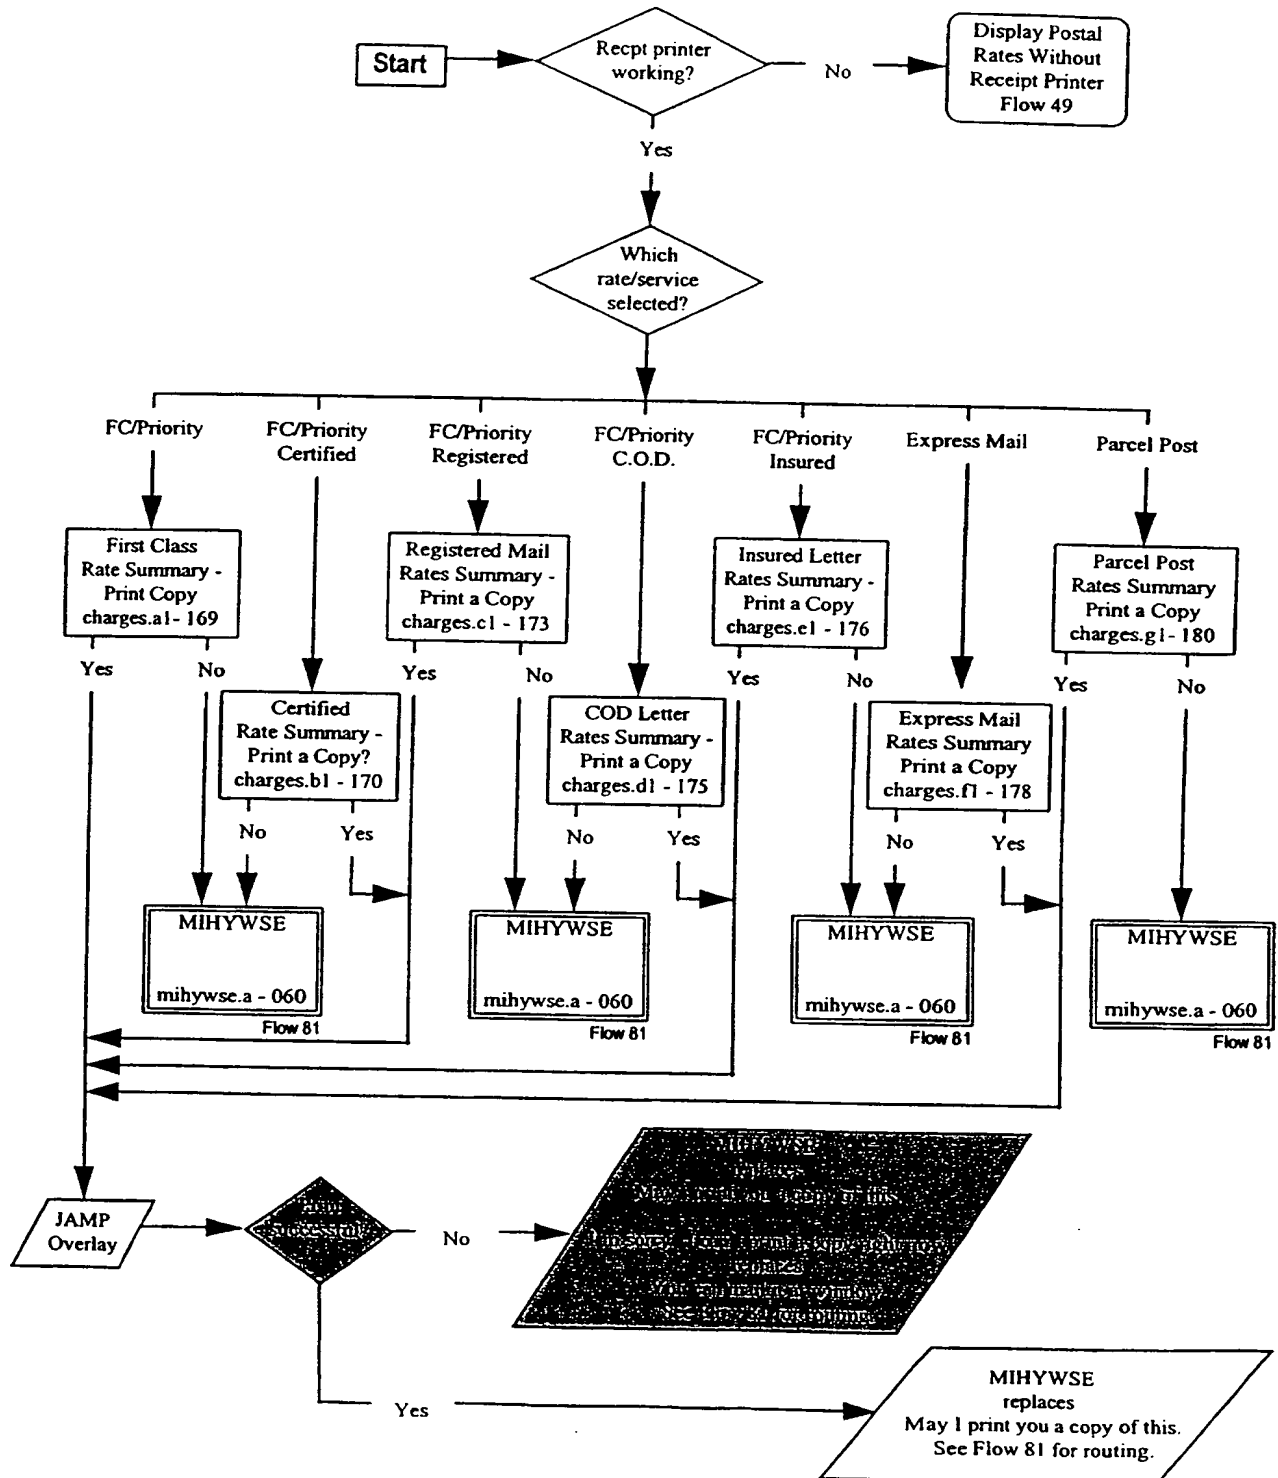 Start
Recpt printer
working?
No
Display Postal
Rates Without
Receipt Printer
Flow 49
Yes
Which
rate/service
selected?
FC/Priority
FC/Priority
Certified
FC/Priority
Registered
FC/Priority
C.O.D.
FC/Priority
Insured
Express Mail
Parcel Post
First Class
Rate Summary -
Print Copy
charges.a1- 169
Registered Mail
Rates Summary -
Print a Copy
charges.c1 - 173
Insured Letter
Rates Summary -
Print a Copy
charges.e1 - 176
Parcel Post
Rates Summary
Print a Copy
charges.g1- 180
Yes
No
Yes
No
Yes
No
Yes
No
Certified
Rate Summary -
Print a Copy?
charges.b1 - 170
COD Letter
Rates Summary -
Print a Copy
charges.d1 - 175
Express Mail
Rates Summary
Print a Copy
charges.f1 - 178
No
Yes
No
Yes
No
Yes
MIHYWSE
mihywse.a - 060
Flow 81
MIHYWSE
mihywse.a - 060
Flow 81
MIHYWSE
mihywse.a - 060
Flow 81
MIHYWSE
mihywse.a - 060
Flow 81
JAMP
Overlay
No
MIHYWSE
replaces
Yes
MIHYWSE
replaces
May I print you a copy of this.
See Flow 81 for routing.